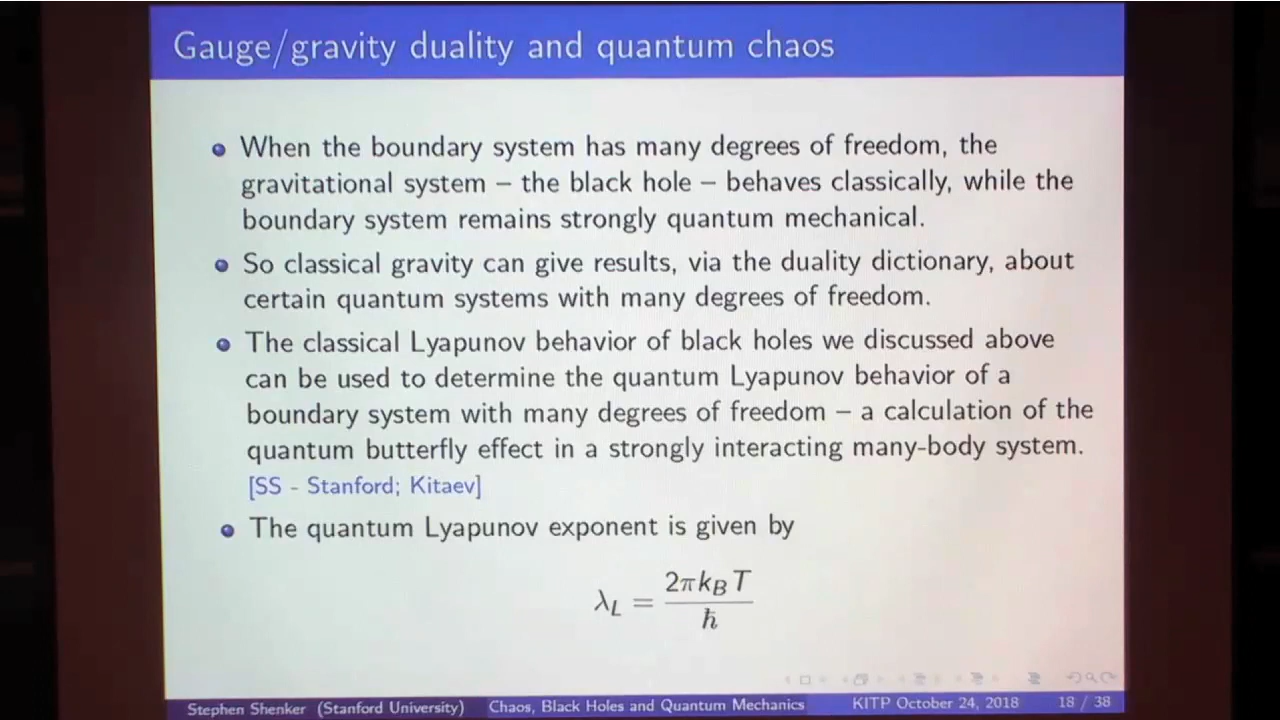 Gauge/gravity duality and quantum chaos
When the boundary system has many degrees of freedom, the
gravitational system – the black hole – behaves classically, while the
boundary system remains strongly quantum mechanical.
So classical gravity can give results, via the duality dictionary, about
certain quantum systems with many degrees of freedom.
The classical Lyapunov behavior of black holes we discussed above
can be used to determine the quantum Lyapunov behavior of a
boundary system with many degrees of freedom – a calculation of the
quantum butterfly effect in a strongly interacting many-body system.
[SS - Stanford; Kitaev]
The quantum Lyapunov exponent is given by
λ_L = 2πk_B T / ℏ
Stephen Shenker (Stanford University) Chaos, Black Holes and Quantum Mechanics KITP October 24, 2018 18 / 38